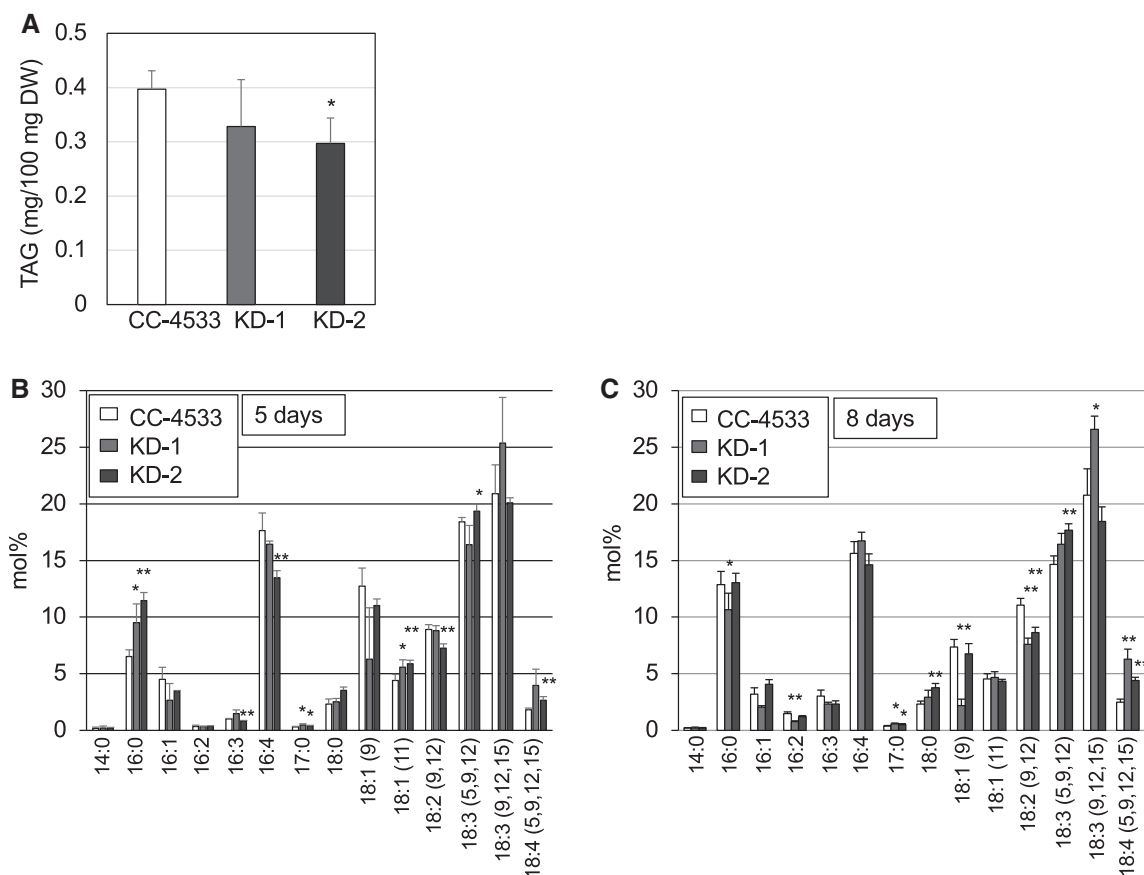 A
0.5
0.4
0.3
0.2
0.1
0
TAG (mg/100 mg DW)
*
CC-4533 KD-1 KD-2
B
30
25
20
15
10
5
0
mol%
CC-4533
KD-1
KD-2
5 days
* ** ** ** * * * ** ** * **
14:0
16:0
16:1
16:2
16:3
16:4
17:0
18:0
18:1 (9)
18:1 (11)
18:2 (9,12)
18:3 (5,9,12)
18:3 (9,12,15)
18:4 (5,9,12,15)
C
30
25
20
15
10
5
0
mol%
CC-4533
KD-1
KD-2
8 days
* ** * * ** ** ** ** ** * ** **
14:0
16:0
16:1
16:2
16:3
16:4
17:0
18:0
18:1 (9)
18:1 (11)
18:2 (9,12)
18:3 (5,9,12)
18:3 (9,12,15)
18:4 (5,9,12,15)